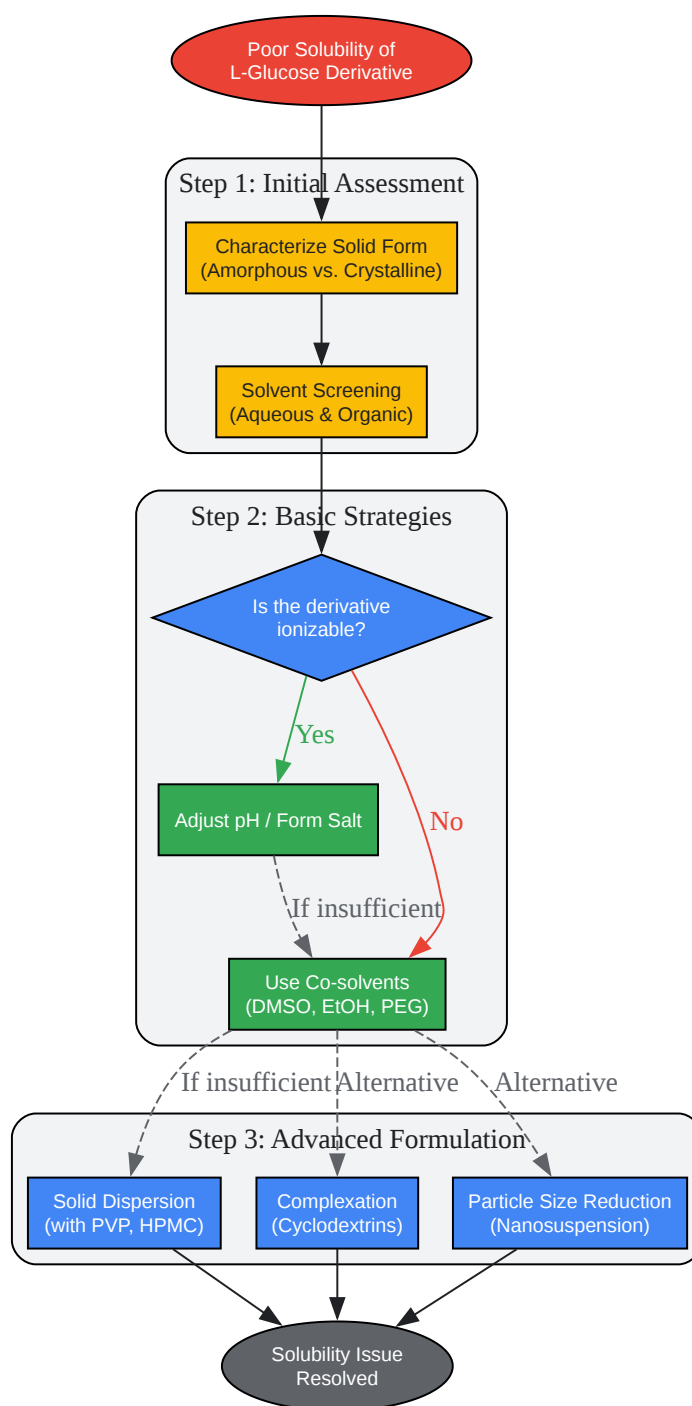 Poor Solubility of
L-Glucose Derivative
Step 1: Initial Assessment
Characterize Solid Form
(Amorphous vs. Crystalline)
Solvent Screening
(Aqueous & Organic)
Step 2: Basic Strategies
Is the derivative
ionizable?
Yes
Adjust pH / Form Salt
No
If insufficient
Use Co-solvents
(DMSO, EtOH, PEG)
If insufficient
Alternative
Alternative
Step 3: Advanced Formulation
Solid Dispersion
(with PVP, HPMC)
Complexation
(Cyclodextrins)
Particle Size Reduction
(Nanosuspension)
Solubility Issue
Resolved